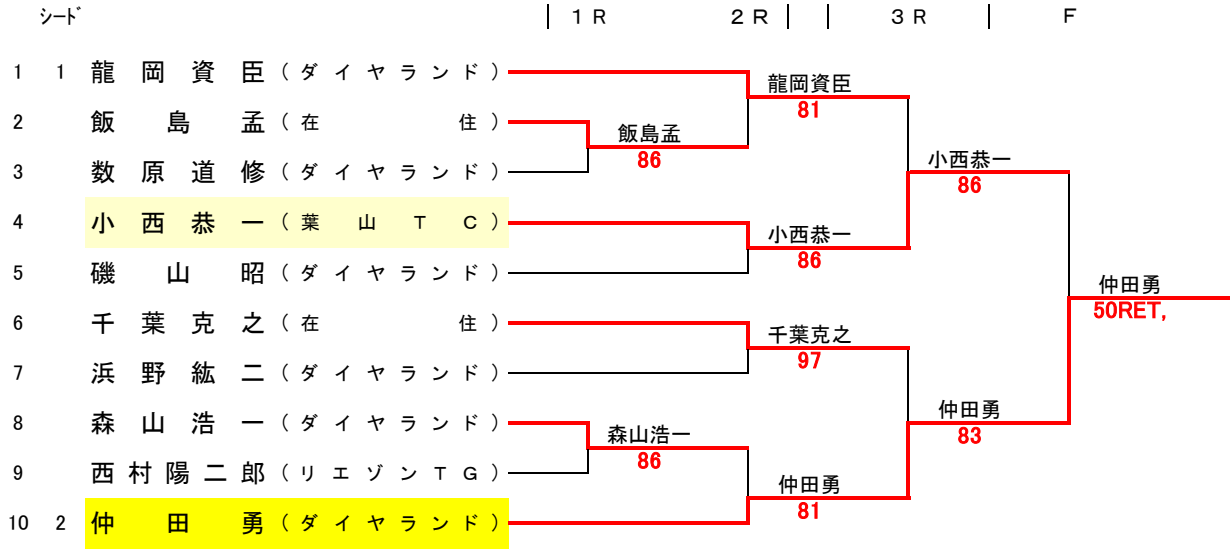 シード 1R 2R 3R F
1 1 龍岡資臣(ダイヤランド)
龍岡資臣
81
2 飯島孟(在住)
飯島孟
86
3 数原道修(ダイヤランド)
小西恭一
86
4 小西恭一(葉山TC)
小西恭一
86
5 磯山昭(ダイヤランド)
仲田勇
50RET,
6 千葉克之(在住)
千葉克之
97
7 浜野紘二(ダイヤランド)
仲田勇
83
8 森山浩一(ダイヤランド)
森山浩一
86
9 西村陽二郎(リエゾンTG)
仲田勇
81
10 2 仲田勇(ダイヤランド)